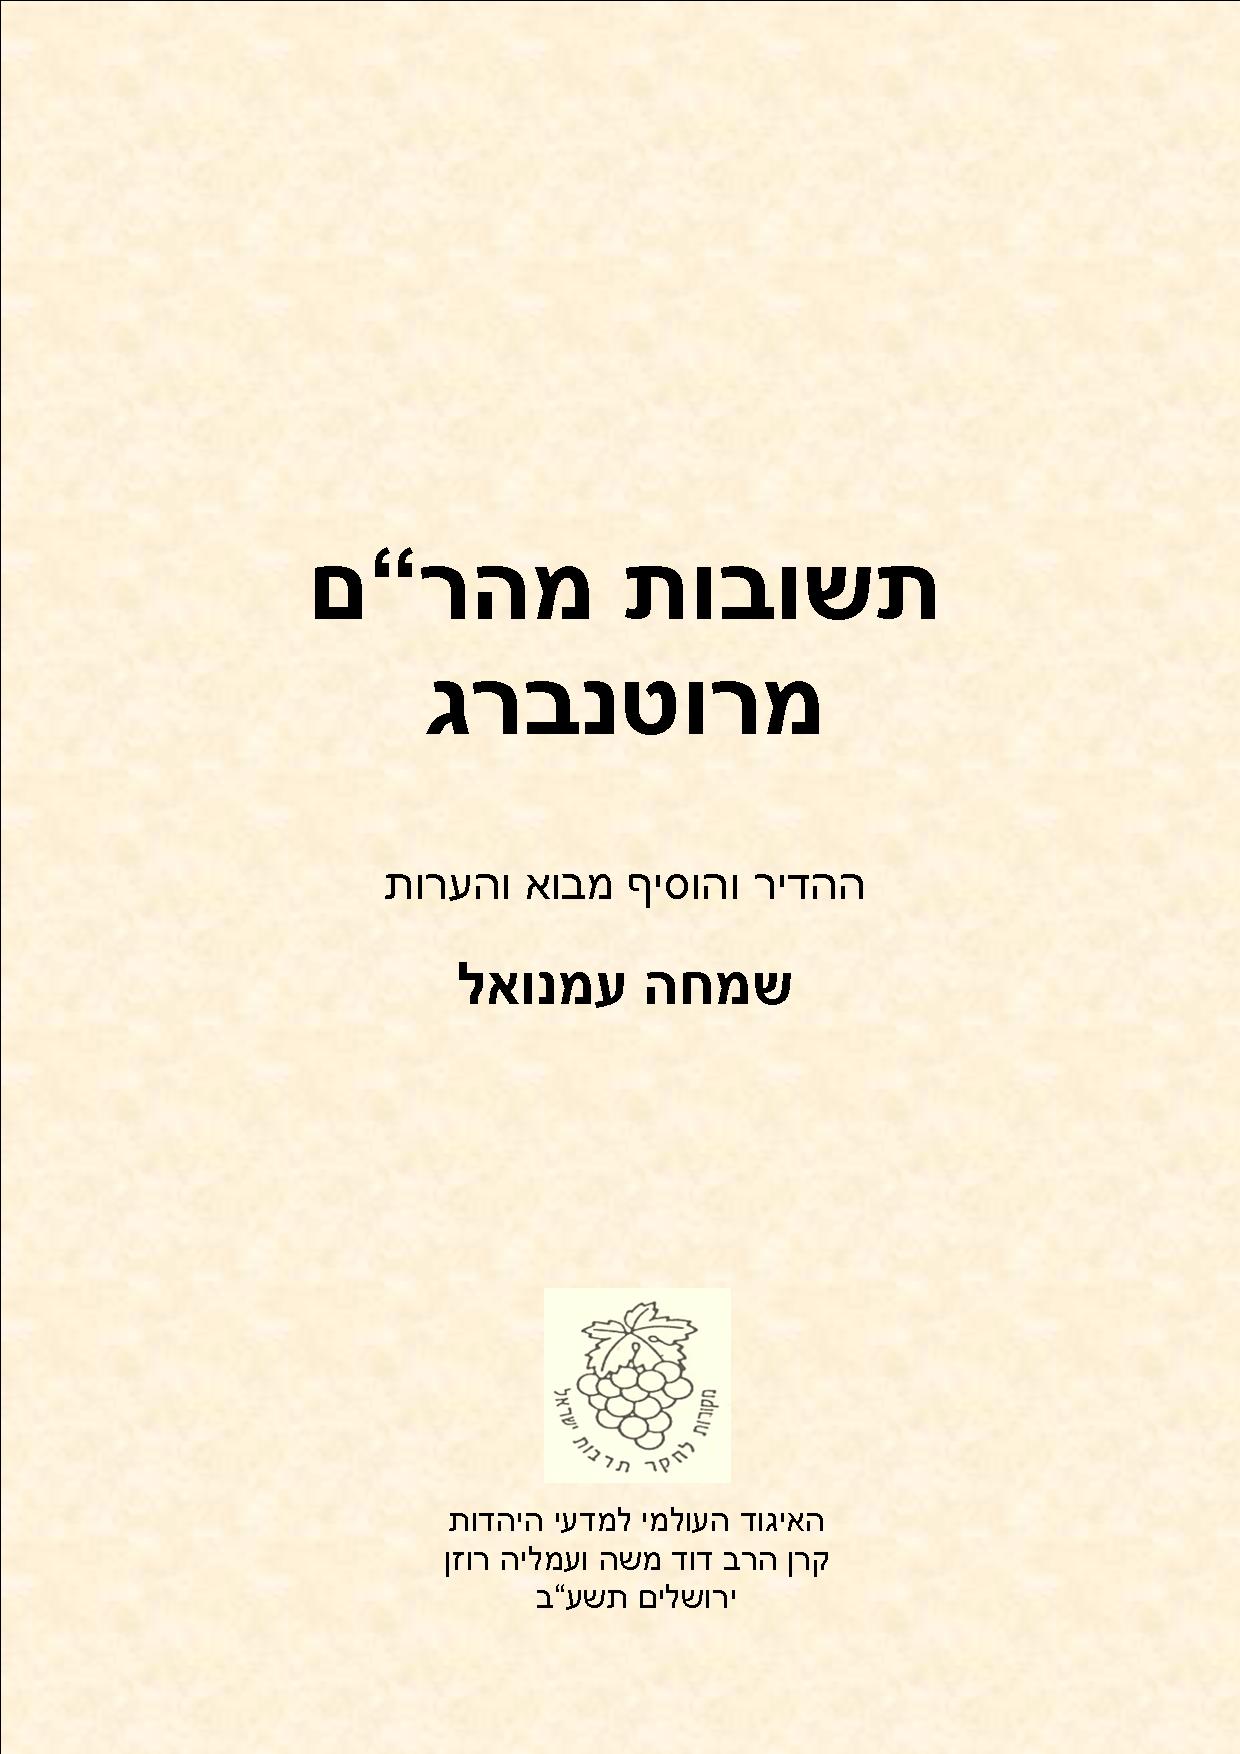 תשובות מהר“ם
מרוטנברג
ההדיר והוסיף מבוא והערות
שמחה עמנואל
מקורות לחקר תרבות ישראל
האיגוד העולמי למדעי היהדות
קרן הרב דוד משה ועמליה רוזן
ירושלים תשע“ב